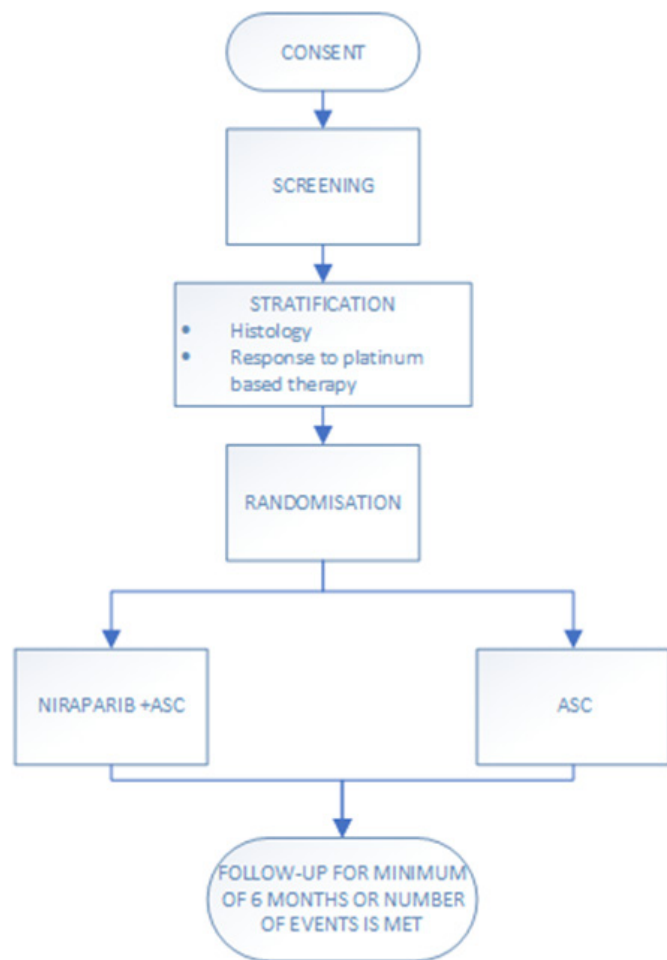 CONSENT
SCREENING
STRATIFICATION
• Histology
• Response to platinum
based therapy
RANDOMISATION
NIRAPARIB +ASC
ASC
FOLLOW-UP FOR MINIMUM
OF 6 MONTHS OR NUMBER
OF EVENTS IS MET